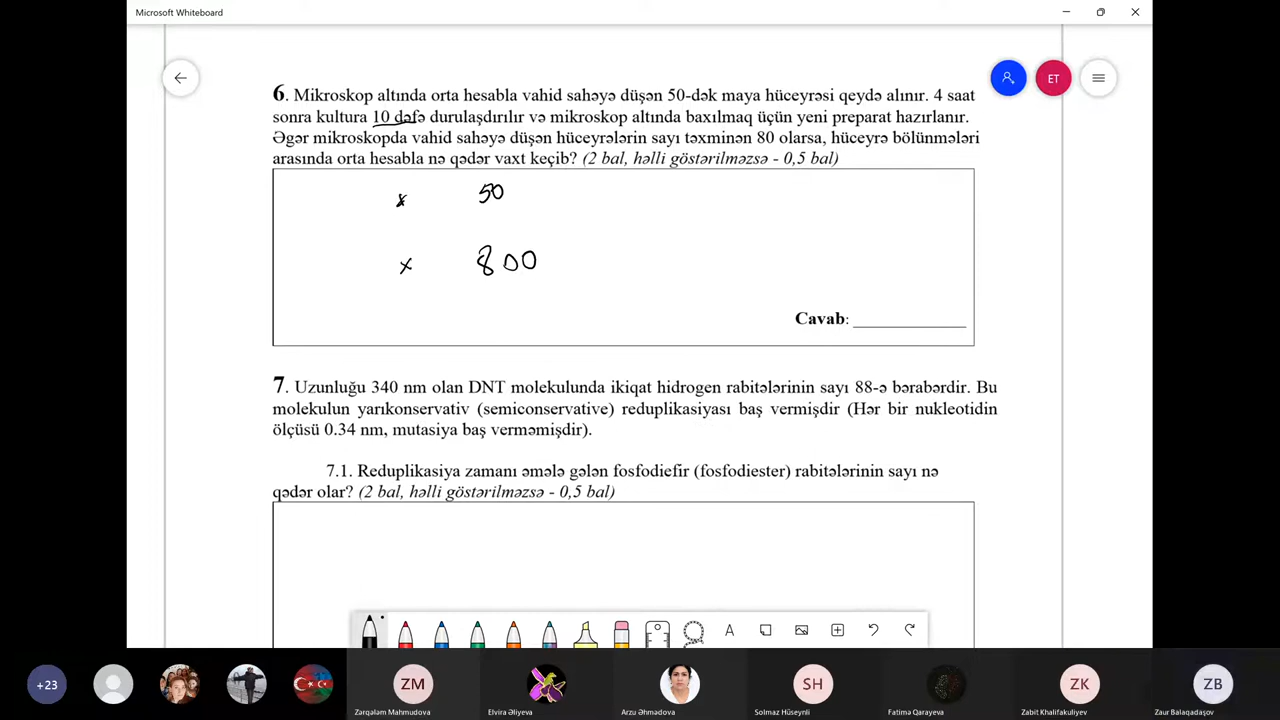 Microsoft Whiteboard
ET
6. Mikroskop altında orta hesabla vahid sahəyə düşən 50-dək maya hüceyrəsi qeydə alınır. 4 saat
sonra kultura 10 dəfə durulaşdırılır və mikroskop altında baxılmaq üçün yeni preparat hazırlanır.
Əgər mikroskopda vahid sahəyə düşən hüceyrələrin sayı təxminən 80 olarsa, hüceyrə bölünmələri
arasında orta hesabla nə qədər vaxt keçib? (2 bal, həlli göstərilməzsə - 0,5 bal)
x 50
x 800
Cavab: ____________
7. Uzunluğu 340 nm olan DNT molekulunda ikiqat hidrogen rabitələrinin sayı 88-ə bərabərdir. Bu
molekulun yarıkonservativ (semiconservative) reduplikasiyası baş vermişdir (Hər bir nukleotidin
ölçüsü 0.34 nm, mutasiya baş verməmişdir).
7.1. Reduplikasiya zamanı əmələ gələn fosfodiefir (fosfodiester) rabitələrinin sayı nə
qədər olar? (2 bal, həlli göstərilməzsə - 0,5 bal)
A
+23 ZM SH ZK ZB
Zərqələm Mahmudova Elvira Əliyeva Arzu Əhmədova Solmaz Hüseynli Fatimə Qarayeva Zabit Khalifakuliyev Zaur Balaqadaşov